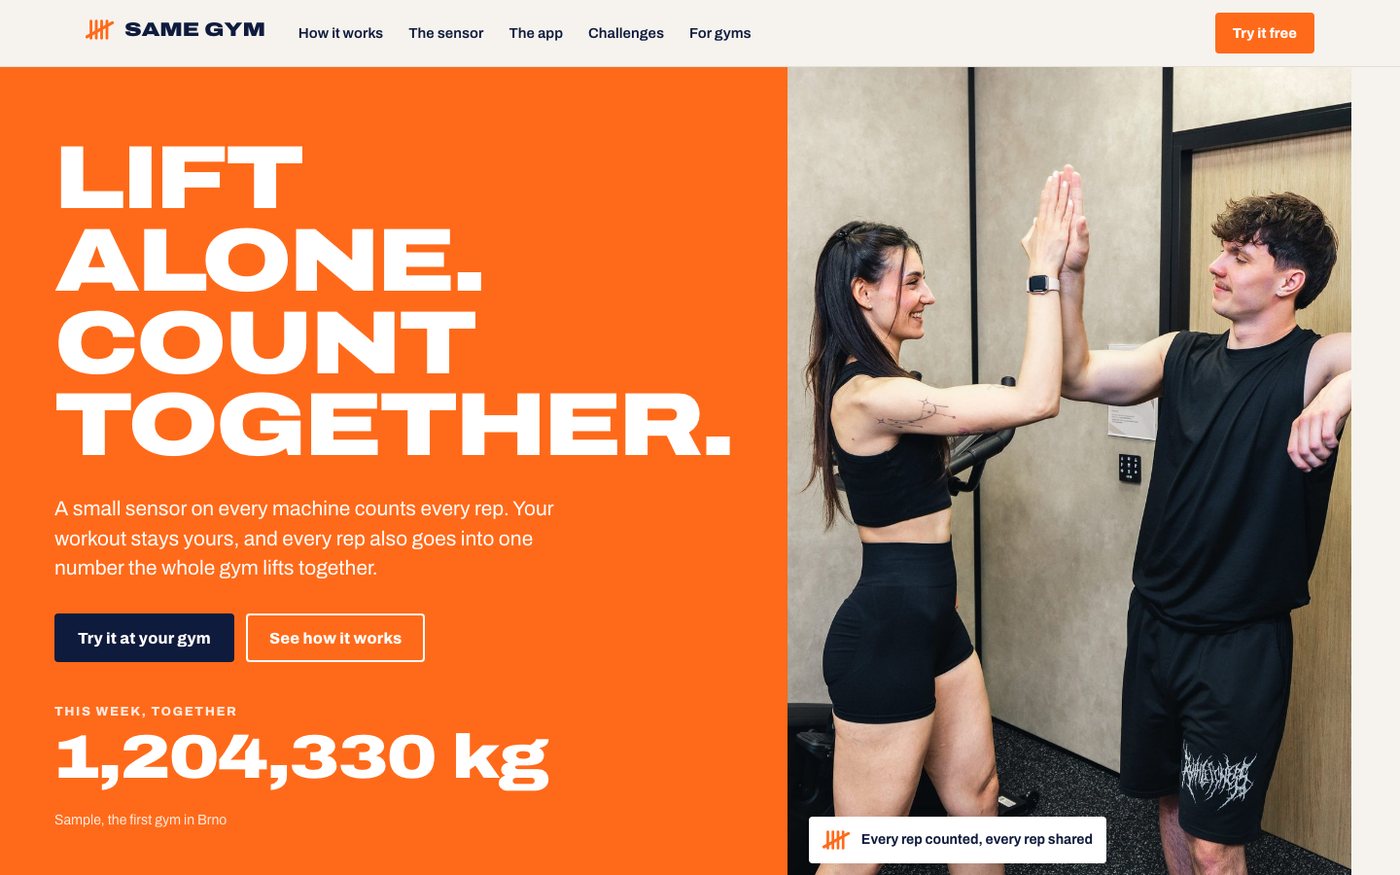 SAME GYM
How it works
The sensor
The app
Challenges
For gyms
Try it free
LIFT
ALONE.
COUNT
TOGETHER.
A small sensor on every machine counts every rep. Your
workout stays yours, and every rep also goes into one
number the whole gym lifts together.
Try it at your gym
See how it works
THIS WEEK, TOGETHER
1,204,330 kg
Sample, the first gym in Brno
Every rep counted, every rep shared